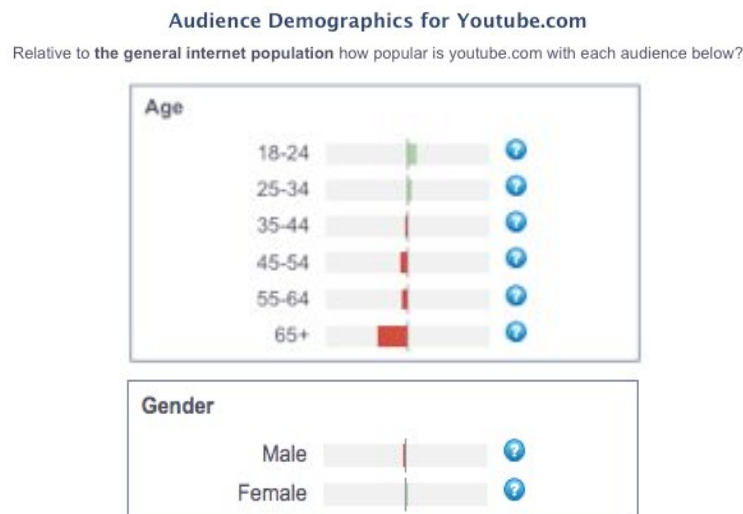 Audience Demographics for Youtube.com
Relative to the general internet population how popular is youtube.com with each audience below?
Age
18-24 ?
25-34 ?
35-44 ?
45-54 ?
55-64 ?
65+ ?
Gender
Male ?
Female ?